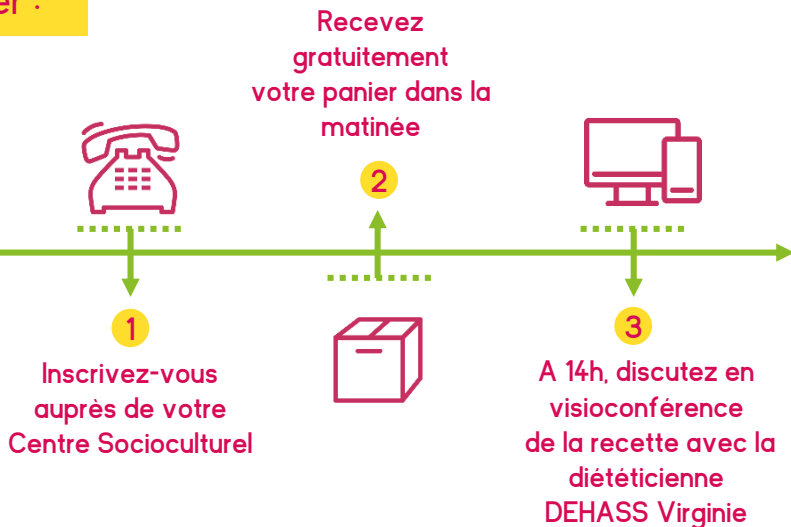 er :
Recevez
gratuitement
votre panier dans la
matinée
2
1
Inscrivez-vous
auprès de votre
Centre Socioculturel
3
A 14h, discutez en
visioconférence
de la recette avec la
diététicienne
DEHASS Virginie